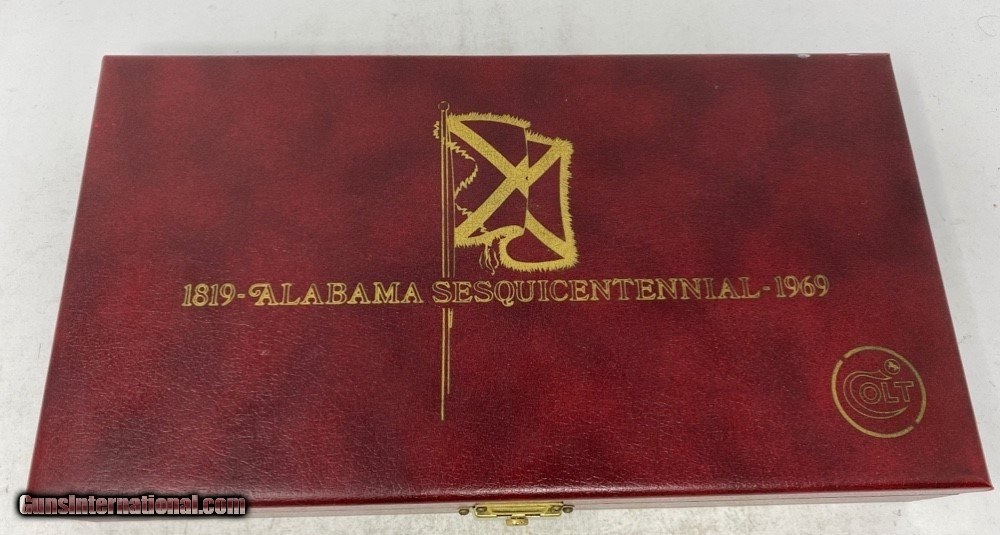 1819-ALABAMA SESQUICENTENNIAL-1969
COLT
GunsInternational.com